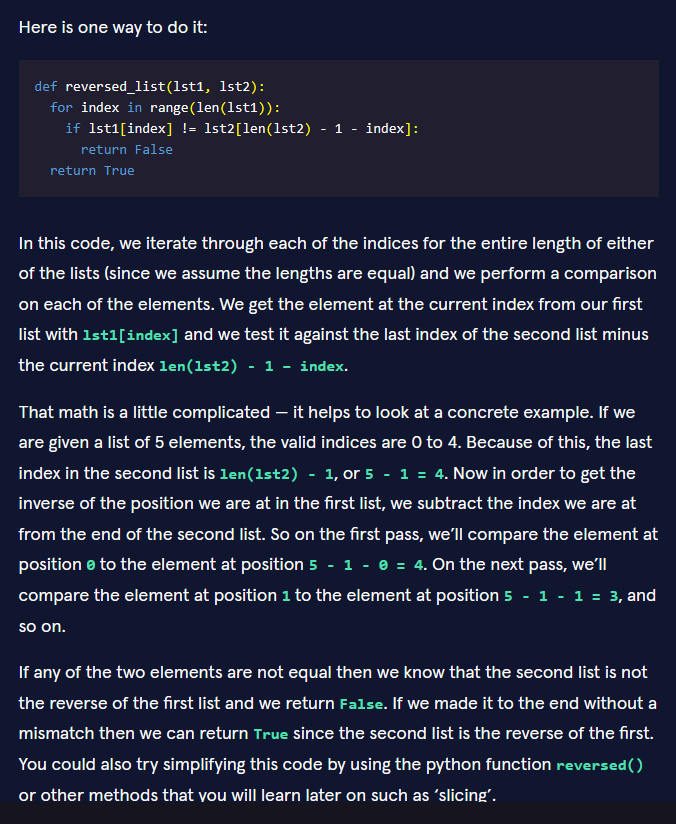 Here is one way to do it:
def reversed_list(lst1, lst2):
  for index in range(len(lst1)):
    if lst1[index] != lst2[len(lst2) - 1 - index]:
      return False
  return True
In this code, we iterate through each of the indices for the entire length of either
of the lists (since we assume the lengths are equal) and we perform a comparison
on each of the elements. We get the element at the current index from our first
list with lst1[index] and we test it against the last index of the second list minus
the current index len(lst2) - 1 - index.
That math is a little complicated — it helps to look at a concrete example. If we
are given a list of 5 elements, the valid indices are 0 to 4. Because of this, the last
index in the second list is len(lst2) - 1, or 5 - 1 = 4. Now in order to get the
inverse of the position we are at in the first list, we subtract the index we are at
from the end of the second list. So on the first pass, we’ll compare the element at
position 0 to the element at position 5 - 1 - 0 = 4. On the next pass, we’ll
compare the element at position 1 to the element at position 5 - 1 - 1 = 3, and
so on.
If any of the two elements are not equal then we know that the second list is not
the reverse of the first list and we return False. If we made it to the end without a
mismatch then we can return True since the second list is the reverse of the first.
You could also try simplifying this code by using the python function reversed()
or other methods that you will learn later on such as ‘slicing’.